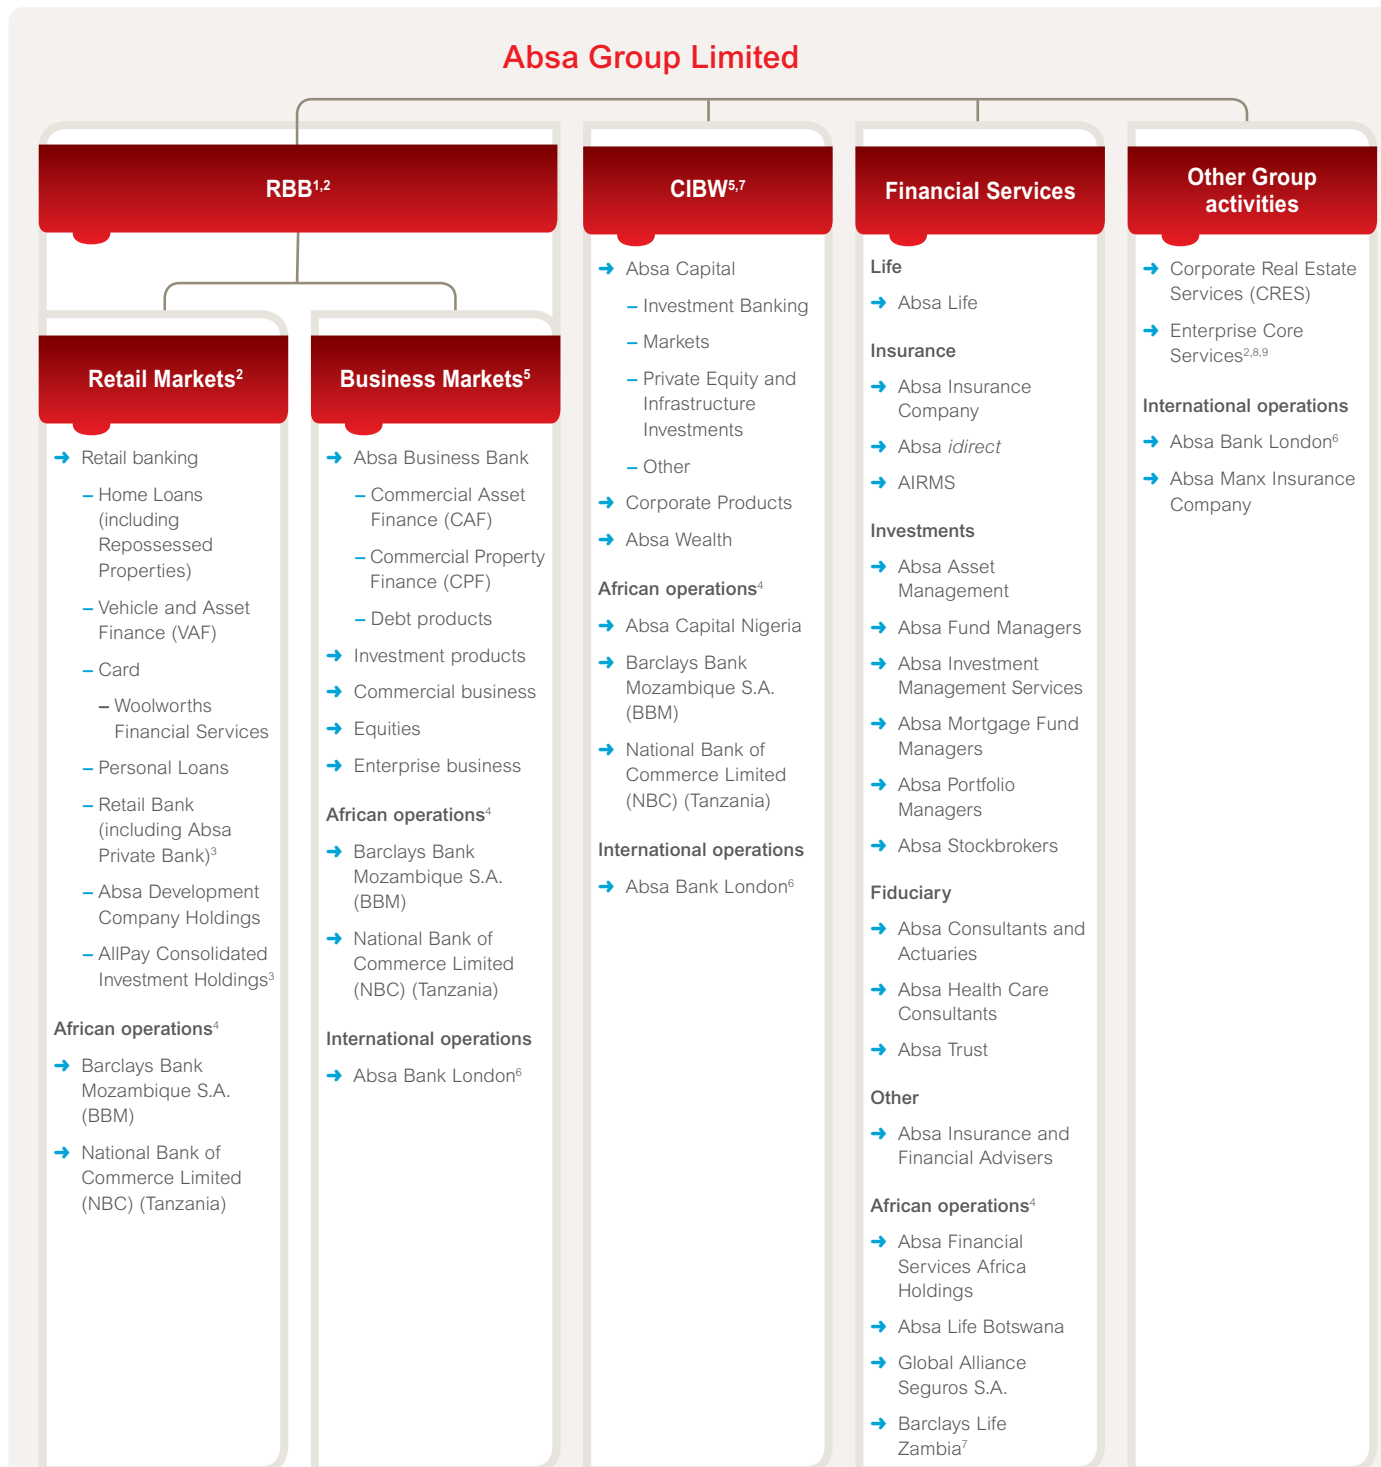 Absa Group Limited
RBB1,2
Retail Markets2
➜ Retail banking
– Home Loans
(including
Repossessed
Properties)
– Vehicle and Asset
Finance (VAF)
– Card
– Woolworths
Financial Services
– Personal Loans
– Retail Bank
(including Absa
Private Bank)3
– Absa Development
Company Holdings
– AllPay Consolidated
Investment Holdings3
African operations4
➜ Barclays Bank
Mozambique S.A.
(BBM)
➜ National Bank of
Commerce Limited
(NBC) (Tanzania)
Business Markets5
➜ Absa Business Bank
– Commercial Asset
Finance (CAF)
– Commercial Property
Finance (CPF)
– Debt products
➜ Investment products
➜ Commercial business
➜ Equities
➜ Enterprise business
African operations4
➜ Barclays Bank
Mozambique S.A.
(BBM)
➜ National Bank of
Commerce Limited
(NBC) (Tanzania)
International operations
➜ Absa Bank London6
CIBW5,7
➜ Absa Capital
– Investment Banking
– Markets
– Private Equity and
Infrastructure
Investments
– Other
➜ Corporate Products
➜ Absa Wealth
African operations4
➜ Absa Capital Nigeria
➜ Barclays Bank
Mozambique S.A.
(BBM)
➜ National Bank of
Commerce Limited
(NBC) (Tanzania)
International operations
➜ Absa Bank London6
Financial Services
Life
➜ Absa Life
Insurance
➜ Absa Insurance
Company
➜ Absa idirect
➜ AIRMS
Investments
➜ Absa Asset
Management
➜ Absa Fund Managers
➜ Absa Investment
Management Services
➜ Absa Mortgage Fund
Managers
➜ Absa Portfolio
Managers
➜ Absa Stockbrokers
Fiduciary
➜ Absa Consultants and
Actuaries
➜ Absa Health Care
Consultants
➜ Absa Trust
Other
➜ Absa Insurance and
Financial Advisers
African operations4
➜ Absa Financial
Services Africa
Holdings
➜ Absa Life Botswana
➜ Global Alliance
Seguros S.A.
➜ Barclays Life
Zambia7
Other Group
activities
➜ Corporate Real Estate
Services (CRES)
➜ Enterprise Core
Services2,8,9
International operations
➜ Absa Bank London6
➜ Absa Manx Insurance
Company